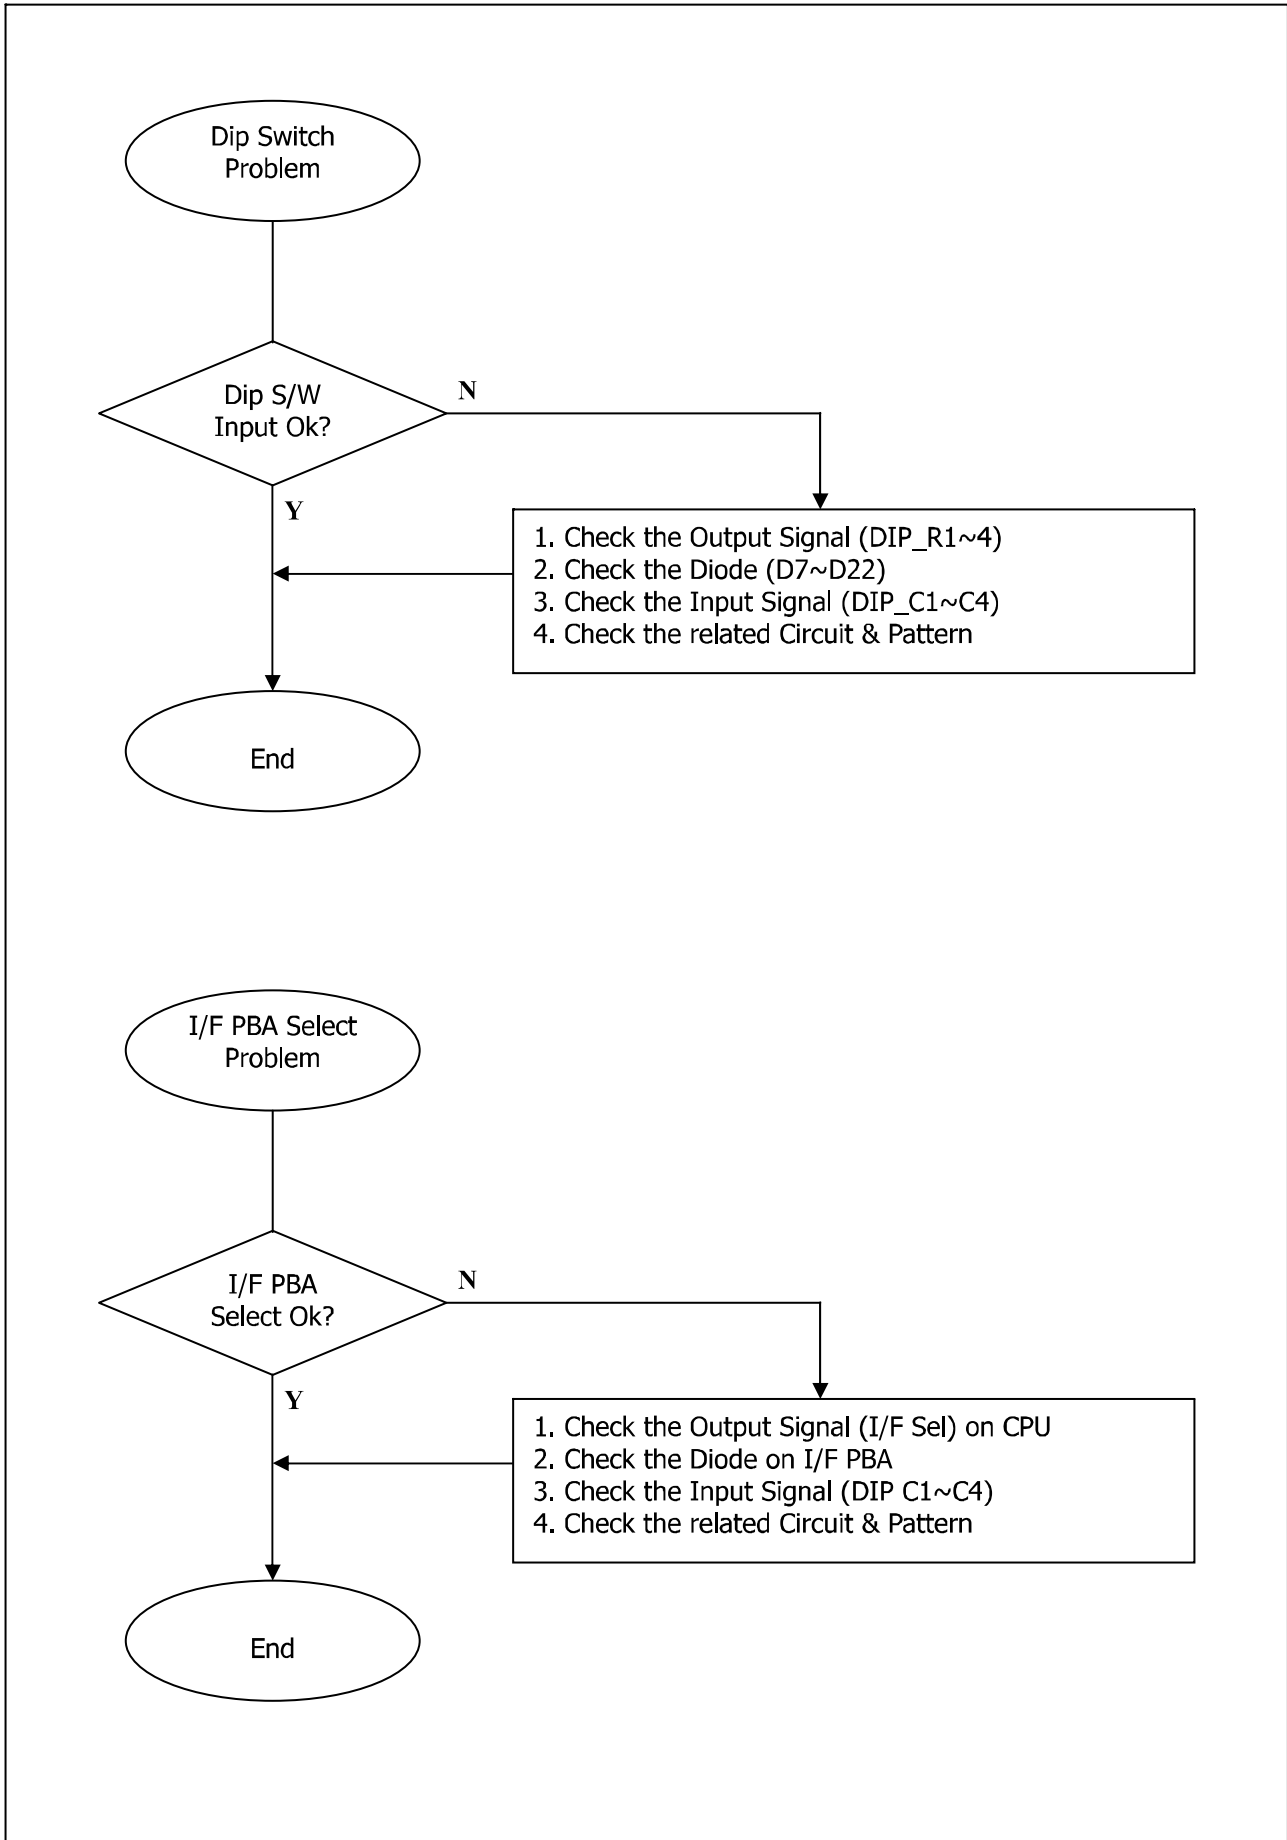 Dip Switch
Problem
Dip S/W
Input Ok?
N
Y
1. Check the Output Signal (DIP_R1~4)
2. Check the Diode (D7~D22)
3. Check the Input Signal (DIP_C1~C4)
4. Check the related Circuit & Pattern
End
I/F PBA Select
Problem
I/F PBA
Select Ok?
N
Y
1. Check the Output Signal (I/F Sel) on CPU
2. Check the Diode on I/F PBA
3. Check the Input Signal (DIP C1~C4)
4. Check the related Circuit & Pattern
End